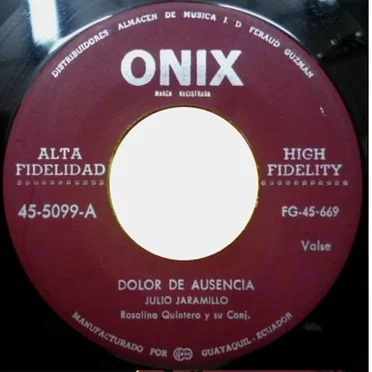 DISTRIBUIDORES: ALMACEN DE MUSICA J. D. FERAUD GUZMAN
ONIX
MARCA REGISTRADA
ALTA
FIDELIDAD
HIGH
FIDELITY
45-5099-A
FG-45-669
Valse
DOLOR DE AUSENCIA
JULIO JARAMILLO
Rosalino Quintero y su Conj.
MANUFACTURADO POR GUAYAQUIL-ECUADOR